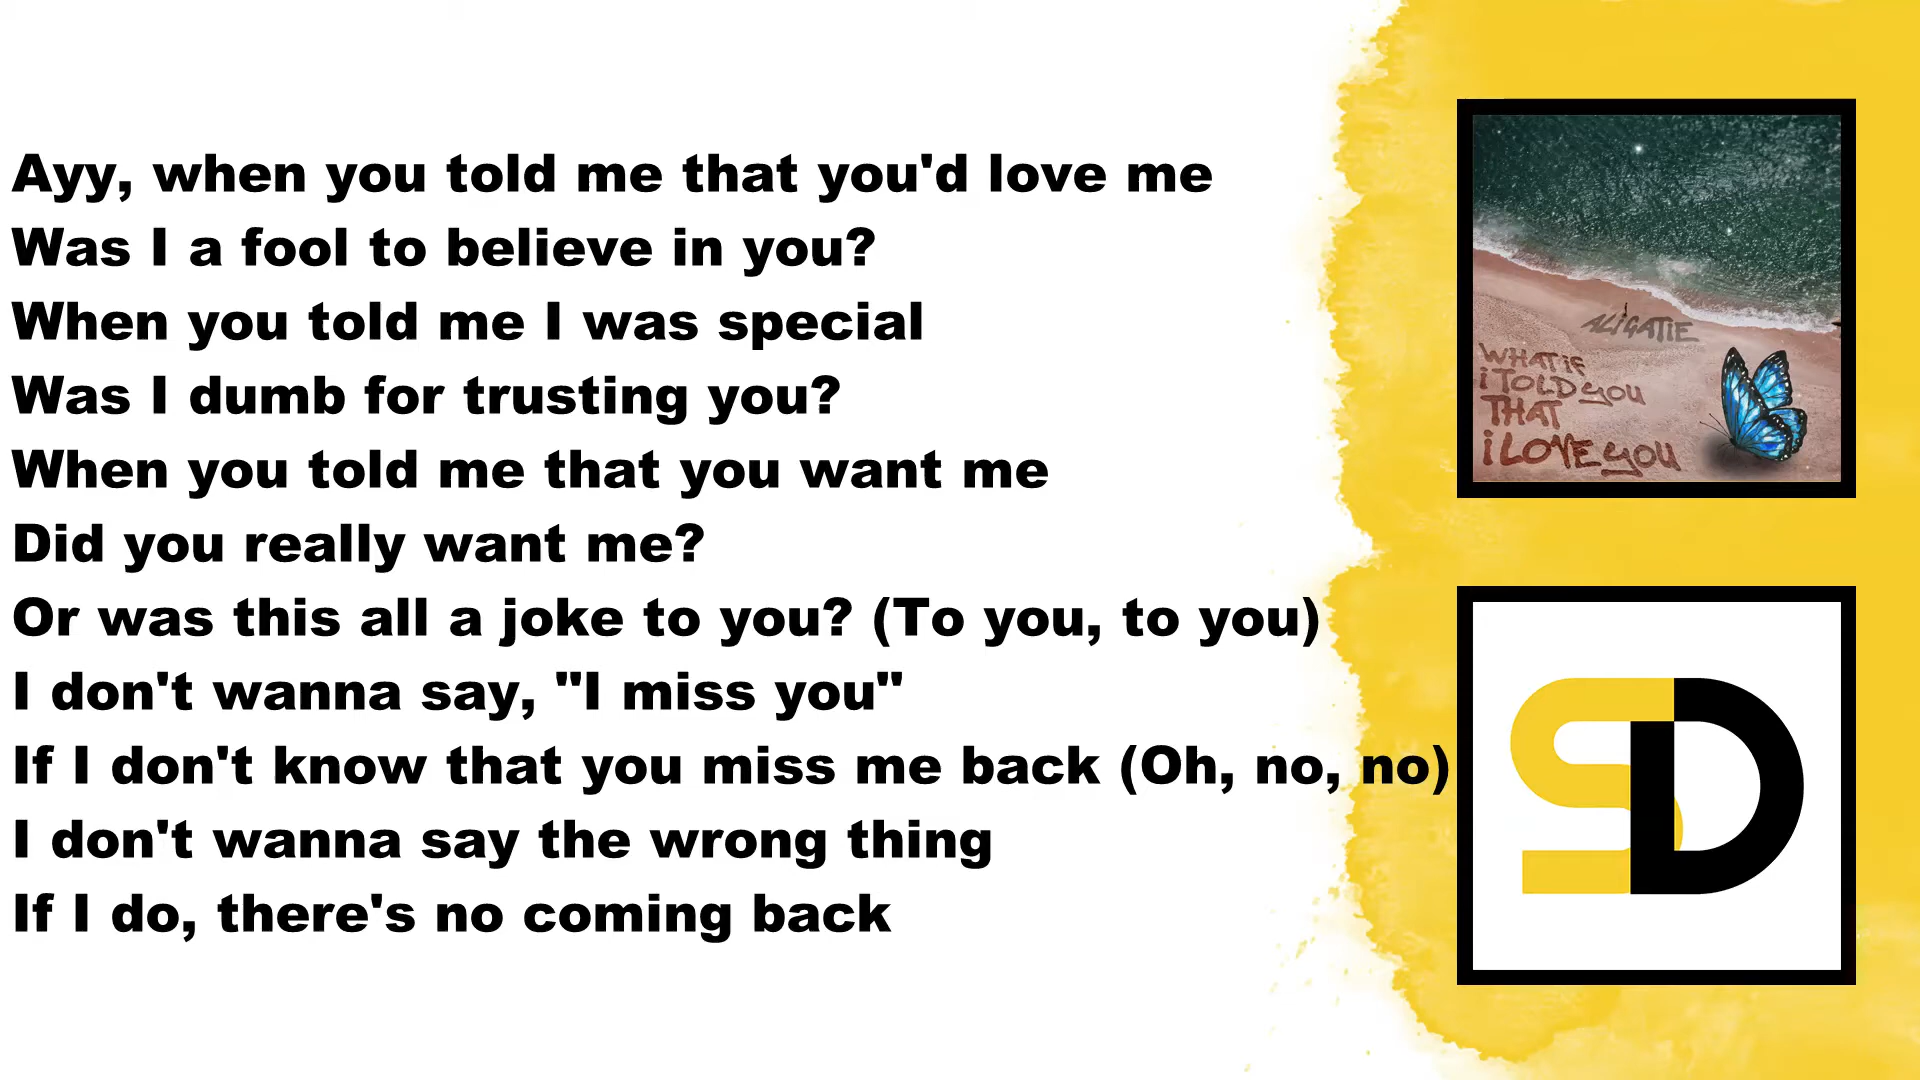 Ayy, when you told me that you'd love me
Was I a fool to believe in you?
When you told me I was special
Was I dumb for trusting you?
When you told me that you want me
Did you really want me?
Or was this all a joke to you? (To you, to you)
I don't wanna say, "I miss you"
If I don't know that you miss me back (Oh, no, no)
I don't wanna say the wrong thing
If I do, there's no coming back
ALI GATIE
WHAT IF
I TOLD YOU
THAT
I LOVE YOU
SD